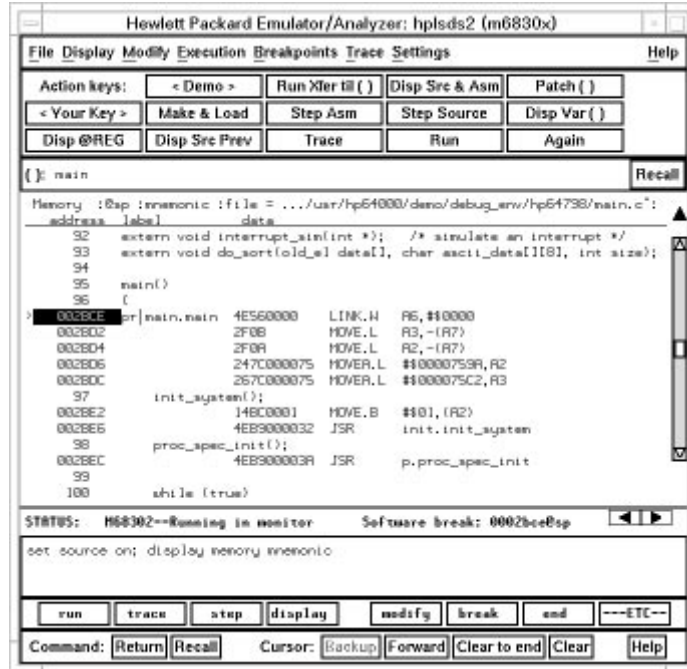 Hewlett Packard Emulator/Analyzer: hplsds2 (m6830x)
File Display Modify Execution Breakpoints Trace Settings Help
Action keys: < Demo > Run Xfer til ( ) Disp Src & Asm Patch ( )
< Your Key > Make & Load Step Asm Step Source Disp Var ( )
Disp @REG Disp Src Prev Trace Run Again
( ): main Recall
Memory :@sp :mnemonic :file = .../usr/hp64000/demo/debug_env/hp64798/main.c":
address label data
92 extern void interrupt_sim(int *); /* simulate an interrupt */
93 extern void do_sort(old_el data[], char ascii_data[][8], int size);
94
95 main()
96 {
> 002BCE pr|main.main 4E560000 LINK.W A6,#$0000
002BD2 2F0B MOVE.L A3,-(A7)
002BD4 2F0A MOVE.L A2,-(A7)
002BD6 247C000075 MOVEA.L #$0000759A,A2
002BDC 267C000075 MOVEA.L #$000075C2,A3
97 init_system();
002BE2 14BC0001 MOVE.B #$01,(A2)
002BE6 4EB9000032 JSR init.init_system
98 proc_spec_init();
002BEC 4EB900003A JSR p.proc_spec_init
99
100 while (true)
STATUS: M68302--Running in monitor Software break: 0002bce@sp
set source on; display memory mnemonic
run trace step display modify break end ---ETC--
Command: Return Recall Cursor: Backup Forward Clear to end Clear Help